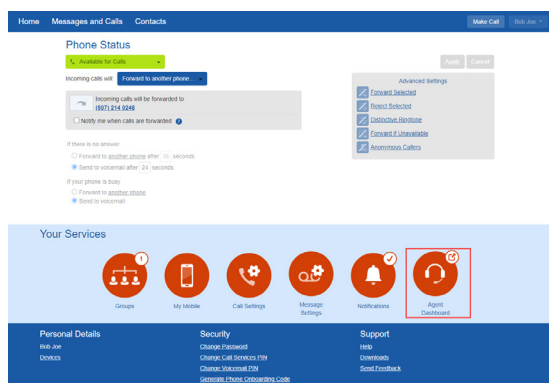 Home Messages and Calls Contacts Make Call Bob Joe
Phone Status
Available for Calls
Apply Cancel
Incoming calls will: Forward to another phone...
Incoming calls will be forwarded to
(507) 214 0248
Notify me when calls are forwarded ?
Advanced Settings
Forward Selected
Reject Selected
Distinctive Ringtone
Forward if Unavailable
Anonymous Callers
If there is no answer
Forward to another phone after seconds
Send to voicemail after 24 seconds
If your phone is busy
Forward to another phone
Send to voicemail
Your Services
1
Groups
My Mobile
Call Settings
Message
Settings
Notifications
Agent
Dashboard
Personal Details
Bob Joe
Devices
Security
Change Password
Change Call Services PIN
Change Voicemail PIN
Generate Phone Onboarding Code
Support
Help
Downloads
Send Feedback